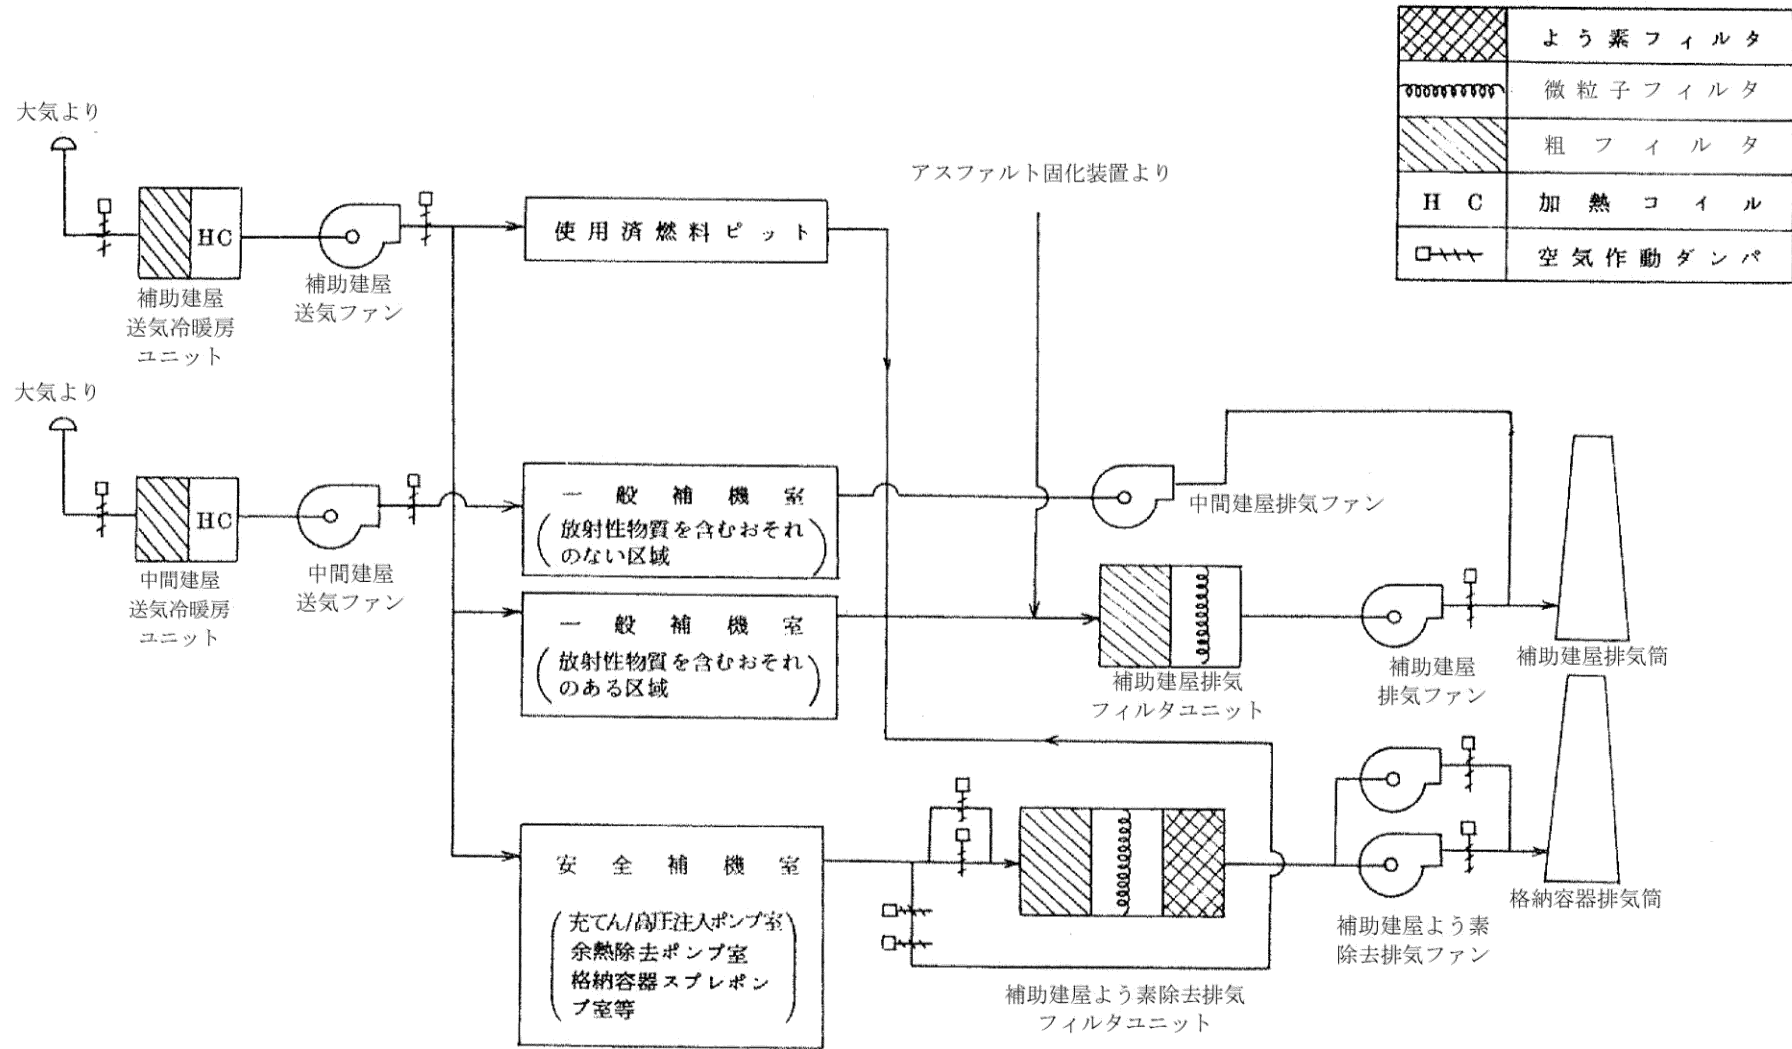 よう素フィルタ
微粒子フィルタ
粗フィルタ
HC 加熱コイル
空気作動ダンパ
大気より
HC
補助建屋
送気冷暖房
ユニット
補助建屋
送気ファン
使用済燃料ピット
アスファルト固化装置より
大気より
HC
中間建屋
送気冷暖房
ユニット
中間建屋
送気ファン
一般補機室
(放射性物質を含むおそれ
のない区域)
中間建屋排気ファン
一般補機室
(放射性物質を含むおそれ
のある区域)
補助建屋排気
フィルタユニット
補助建屋
排気ファン
補助建屋排気筒
安全補機室
(充てん/高圧注入ポンプ室
余熱除去ポンプ室
格納容器スプレポン
プ室等)
補助建屋よう素除去排気
フィルタユニット
補助建屋よう素
除去排気ファン
格納容器排気筒